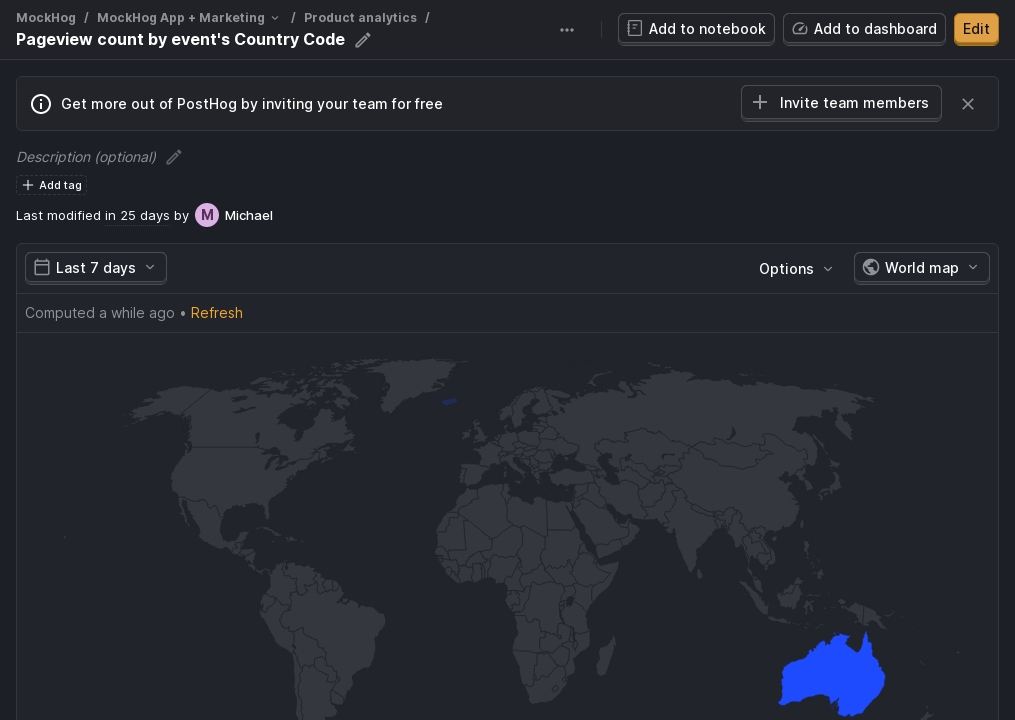 MockHog / MockHog App + Marketing / Product analytics /
Pageview count by event's Country Code
Add to notebook
Add to dashboard
Edit
Get more out of PostHog by inviting your team for free
Invite team members
Description (optional)
Add tag
Last modified in 25 days by M Michael
Last 7 days
Options
World map
Computed a while ago • Refresh